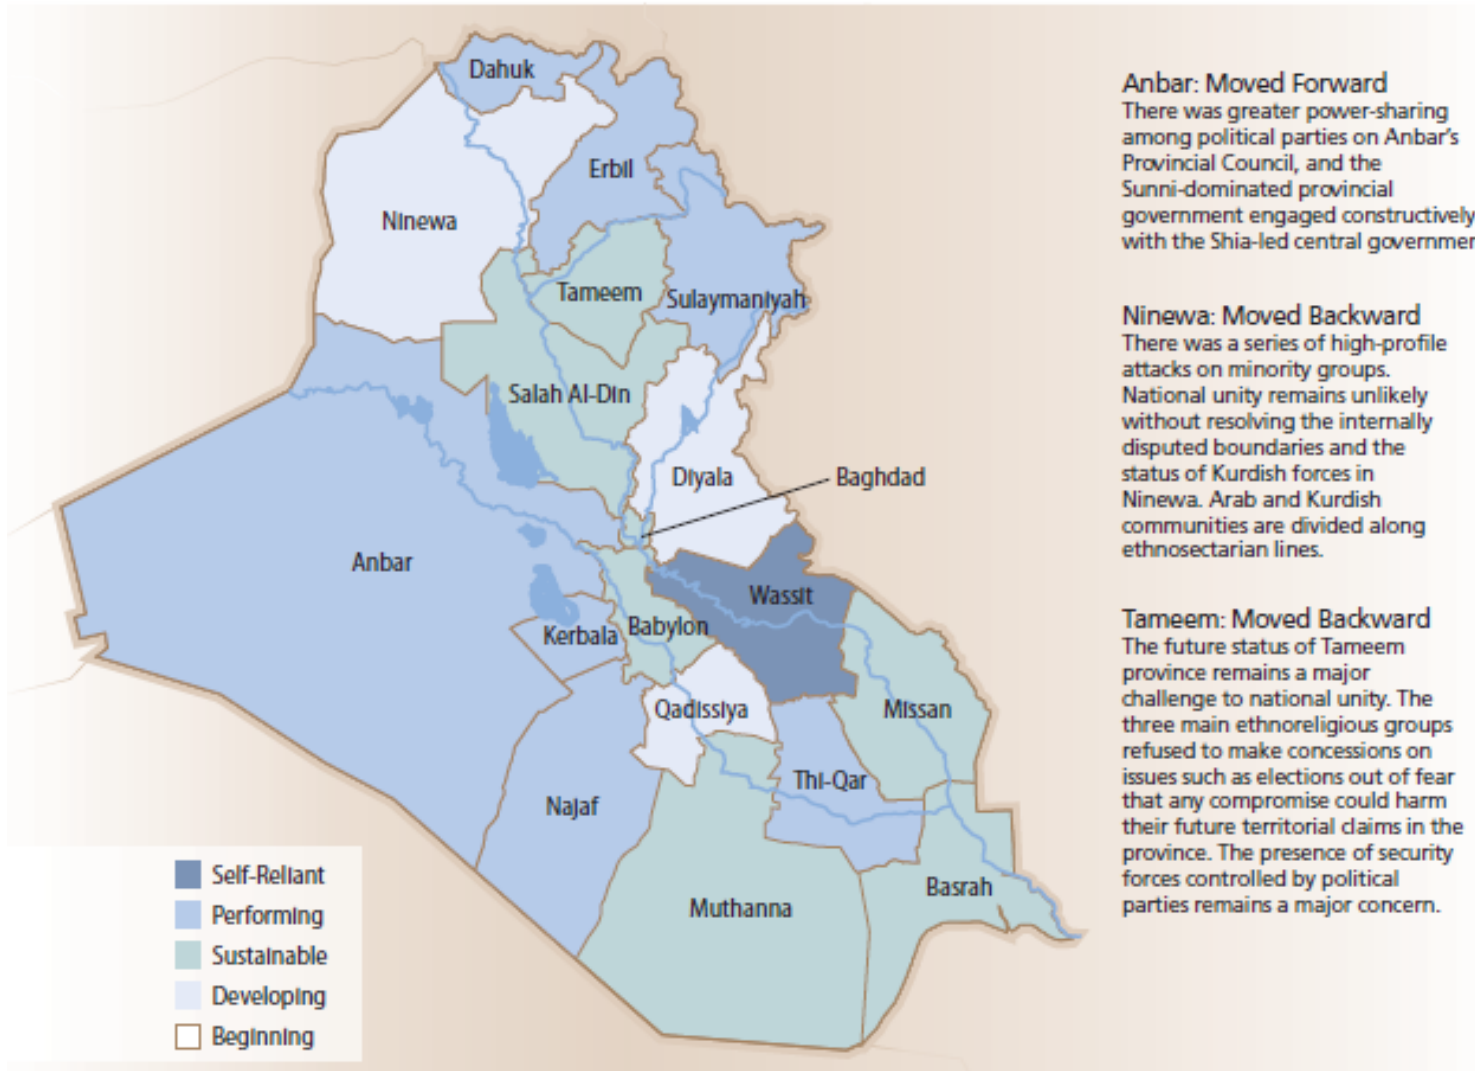 Dahuk
Erbil
Ninewa
Tameem
Sulaymaniyah
Salah Al-Din
Diyala
Baghdad
Anbar
Wassit
Kerbala
Babylon
Qadissiya
Missan
Thi-Qar
Najaf
Basrah
Muthanna
Self-Reliant
Performing
Sustainable
Developing
Beginning
Anbar: Moved Forward
There was greater power-sharing
among political parties on Anbar's
Provincial Council, and the
Sunni-dominated provincial
government engaged constructively
with the Shia-led central governmen
Ninewa: Moved Backward
There was a series of high-profile
attacks on minority groups.
National unity remains unlikely
without resolving the internally
disputed boundaries and the
status of Kurdish forces in
Ninewa. Arab and Kurdish
communities are divided along
ethnosectarian lines.
Tameem: Moved Backward
The future status of Tameem
province remains a major
challenge to national unity. The
three main ethnoreligious groups
refused to make concessions on
issues such as elections out of fear
that any compromise could harm
their future territorial claims in the
province. The presence of security
forces controlled by political
parties remains a major concern.